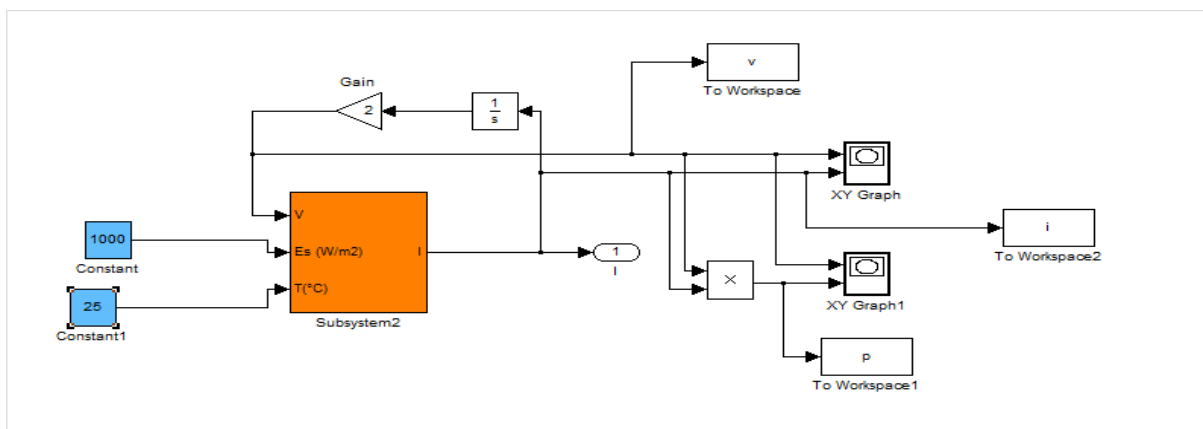 v
To Workspace
Gain
2
1
s
XY Graph
V
1000
Es (W/m2)
I
1
I
i
To Workspace2
Constant
T(°C)
25
Constant1
Subsystem2
X
XY Graph1
p
To Workspace1